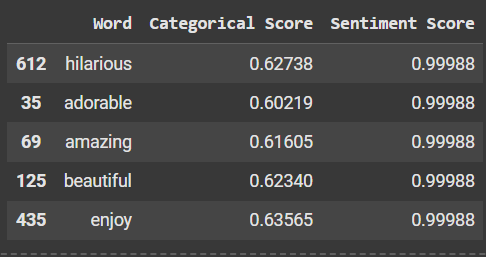 Word Categorical Score Sentiment Score
612 hilarious 0.62738 0.99988
35 adorable 0.60219 0.99988
69 amazing 0.61605 0.99988
125 beautiful 0.62340 0.99988
435 enjoy 0.63565 0.99988